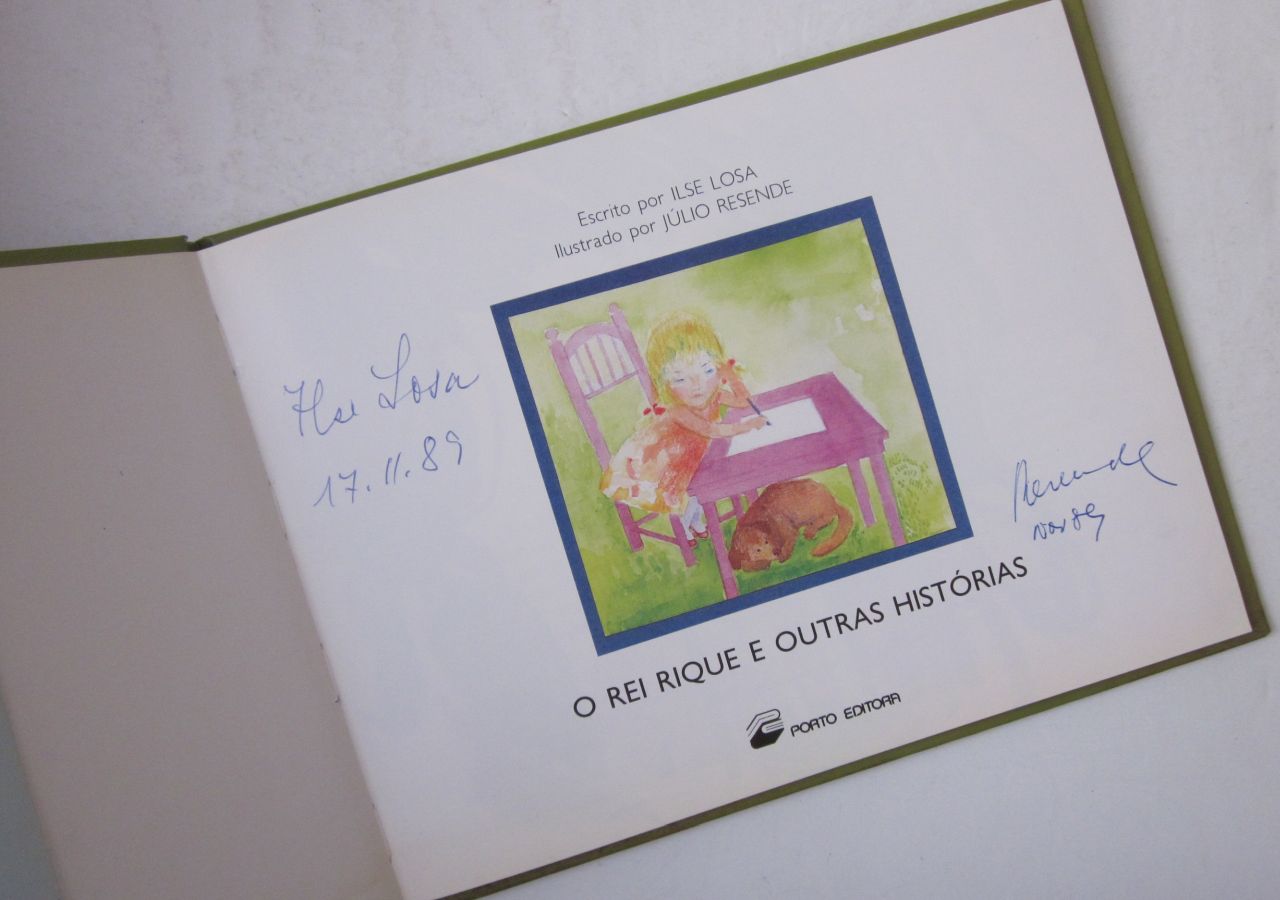 Escrito por ILSE LOSA
Ilustrado por JÚLIO RESENDE
Ilse Losa
17.11.89
Resende
Nov 89
O REI RIQUE E OUTRAS HISTÓRIAS
PORTO EDITORA